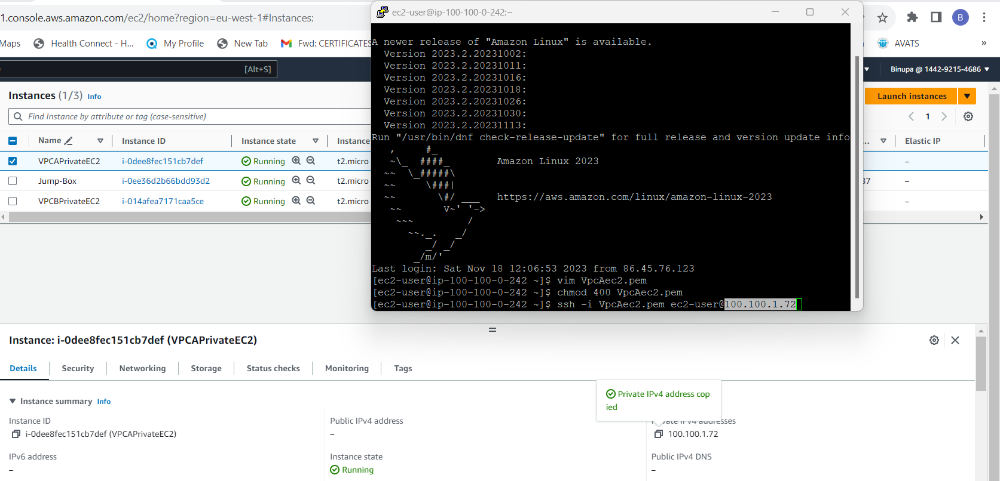 ec2-user@ip-100-100-0-242:~
1.console.aws.amazon.com/ec2/home?region=eu-west-1#Instances:
B
Maps
Health Connect - H...
My Profile
New Tab
Fwd: CERTIFICATES
AVATS
»
[Alt+S]
Binupa @ 1442-9215-4686
Instances (1/3) Info
Launch instances
Find Instance by attribute or tag (case-sensitive)
1
Name
Instance ID
Instance state
Instance
...
Elastic IP
VPCAPrivateEC2
i-0dee8fec151cb7def
Running
t2.micro
–
Jump-Box
i-0ee36d2b66bdd93d2
Running
t2.micro
37
–
VPCBPrivateEC2
i-014afea7171caa5ce
Running
t2.micro
–
A newer release of "Amazon Linux" is available.
  Version 2023.2.20231002:
  Version 2023.2.20231011:
  Version 2023.2.20231016:
  Version 2023.2.20231018:
  Version 2023.2.20231026:
  Version 2023.2.20231030:
  Version 2023.2.20231113:
Run "/usr/bin/dnf check-release-update" for full release and version update info
   ,     #_
   ~\_  ####_        Amazon Linux 2023
  ~~  \_#####\
  ~~     \###|
  ~~       \#/ ___   https://aws.amazon.com/linux/amazon-linux-2023
   ~~       V~' '->
    ~~~         /
      ~~._.   _/
         _/ _/
       _/m/'
Last login: Sat Nov 18 12:06:53 2023 from 86.45.76.123
[ec2-user@ip-100-100-0-242 ~]$ vim VpcAec2.pem
[ec2-user@ip-100-100-0-242 ~]$ chmod 400 VpcAec2.pem
[ec2-user@ip-100-100-0-242 ~]$ ssh -i VpcAec2.pem ec2-user@100.100.1.72
Instance: i-0dee8fec151cb7def (VPCAPrivateEC2)
Details
Security
Networking
Storage
Status checks
Monitoring
Tags
Private IPv4 address cop
ied
Instance summary Info
Instance ID
i-0dee8fec151cb7def (VPCAPrivateEC2)
Public IPv4 address
–
Private IPv4 addresses
100.100.1.72
IPv6 address
–
Instance state
Running
Public IPv4 DNS
–